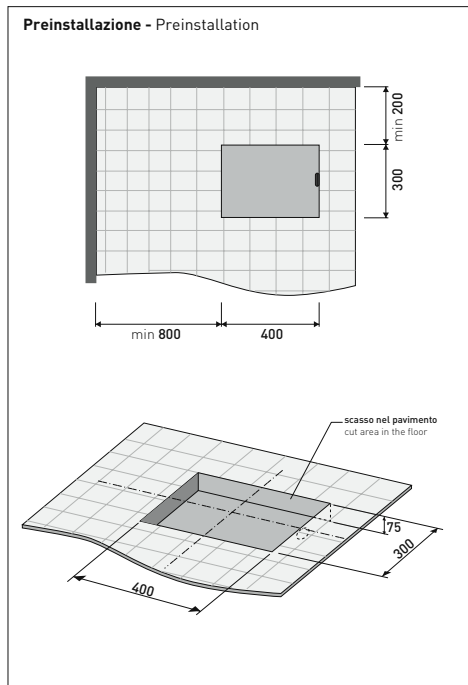 Preinstallazione - Preinstallation
min 200
300
min 800
400
scasso nel pavimento
cut area in the floor
75
300
400